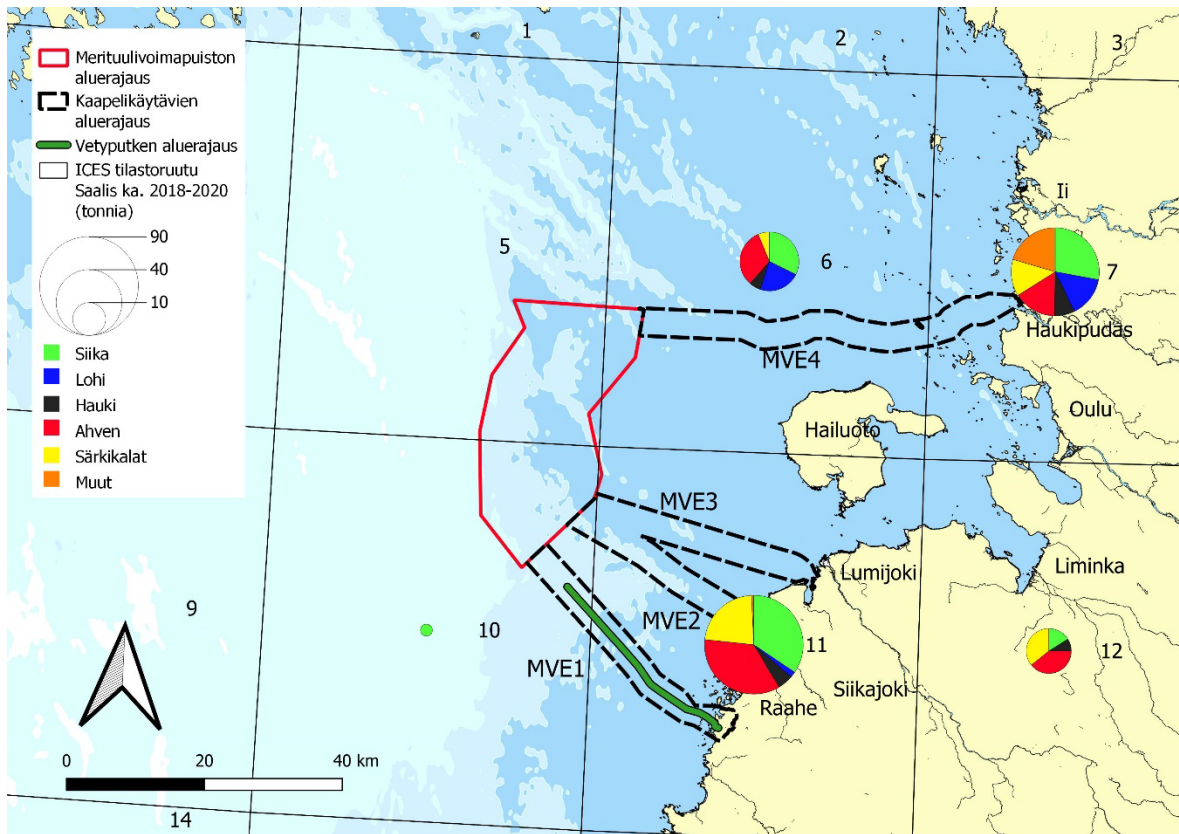 Merituulivoimapuiston
aluerajaus
Kaapelikäytävien
aluerajaus
Vetyputken aluerajaus
ICES tilastoruutu
Saalis ka. 2018-2020
(tonnia)
90
40
10
Siika
Lohi
Hauki
Ahven
Särkikalat
Muut
1
2
3
Ii
5
6
7
Haukipudas
MVE4
Oulu
Hailuoto
MVE3
Lumijoki
Liminka
9
10
MVE2
11
12
MVE1
Siikajoki
Raahe
0
20
40 km
14